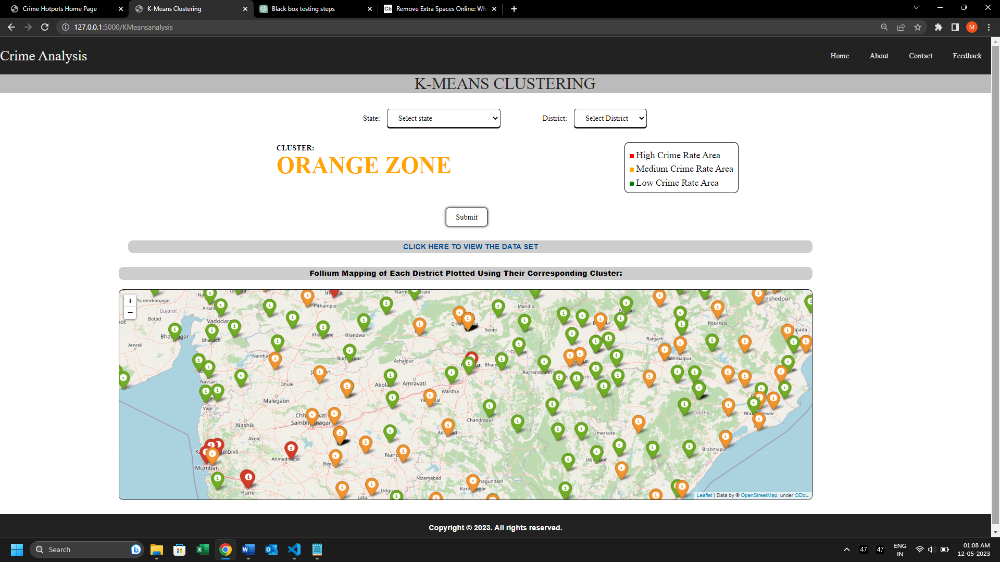 Crime Hotpots Home Page
K-Means Clustering
Black box testing steps
Cb Remove Extra Spaces Online: Wh
127.0.0.1:5000/KMeansanalysis
M
Crime Analysis
Home
About
Contact
Feedback
K-MEANS CLUSTERING
State:
Select state
District:
Select District
CLUSTER:
ORANGE ZONE
High Crime Rate Area
Medium Crime Rate Area
Low Crime Rate Area
Submit
CLICK HERE TO VIEW THE DATA SET
Follium Mapping of Each District Plotted Using Their Corresponding Cluster:
+
−
Surendranagar
Pithampur
Mandla
Gujarat
Botad
Vadodara
Rourkela
Seoni
Khandwa
Raigarh
Amreli
Achalpur
Sambalpur
Rajnandgaon
Navsari
Dhule
Akola
Amravati
Wardha
Malegaon
Vapi
Chandrapur
Odisha
Nashik
Umerkote
Akole
Brahmapur
Ahmednagar
Mumbai
Nizamabad
Pune
Udgir
Latur
Leaflet | Data by © OpenStreetMap, under ODbL.
Copyright © 2023. All rights reserved.
Search
47
47
ENG
IN
01:08 AM
12-05-2023